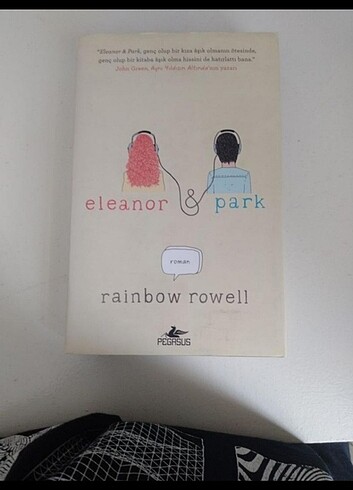 "Eleanor & Park, genç olup bir kıza âşık olmanın ötesinde,
genç olup bir kitaba âşık olma hissini de hatırlattı bana."
John Green, Aynı Yıldızın Altında'nın yazarı
eleanor & park
roman
rainbow rowell
PEGASUS